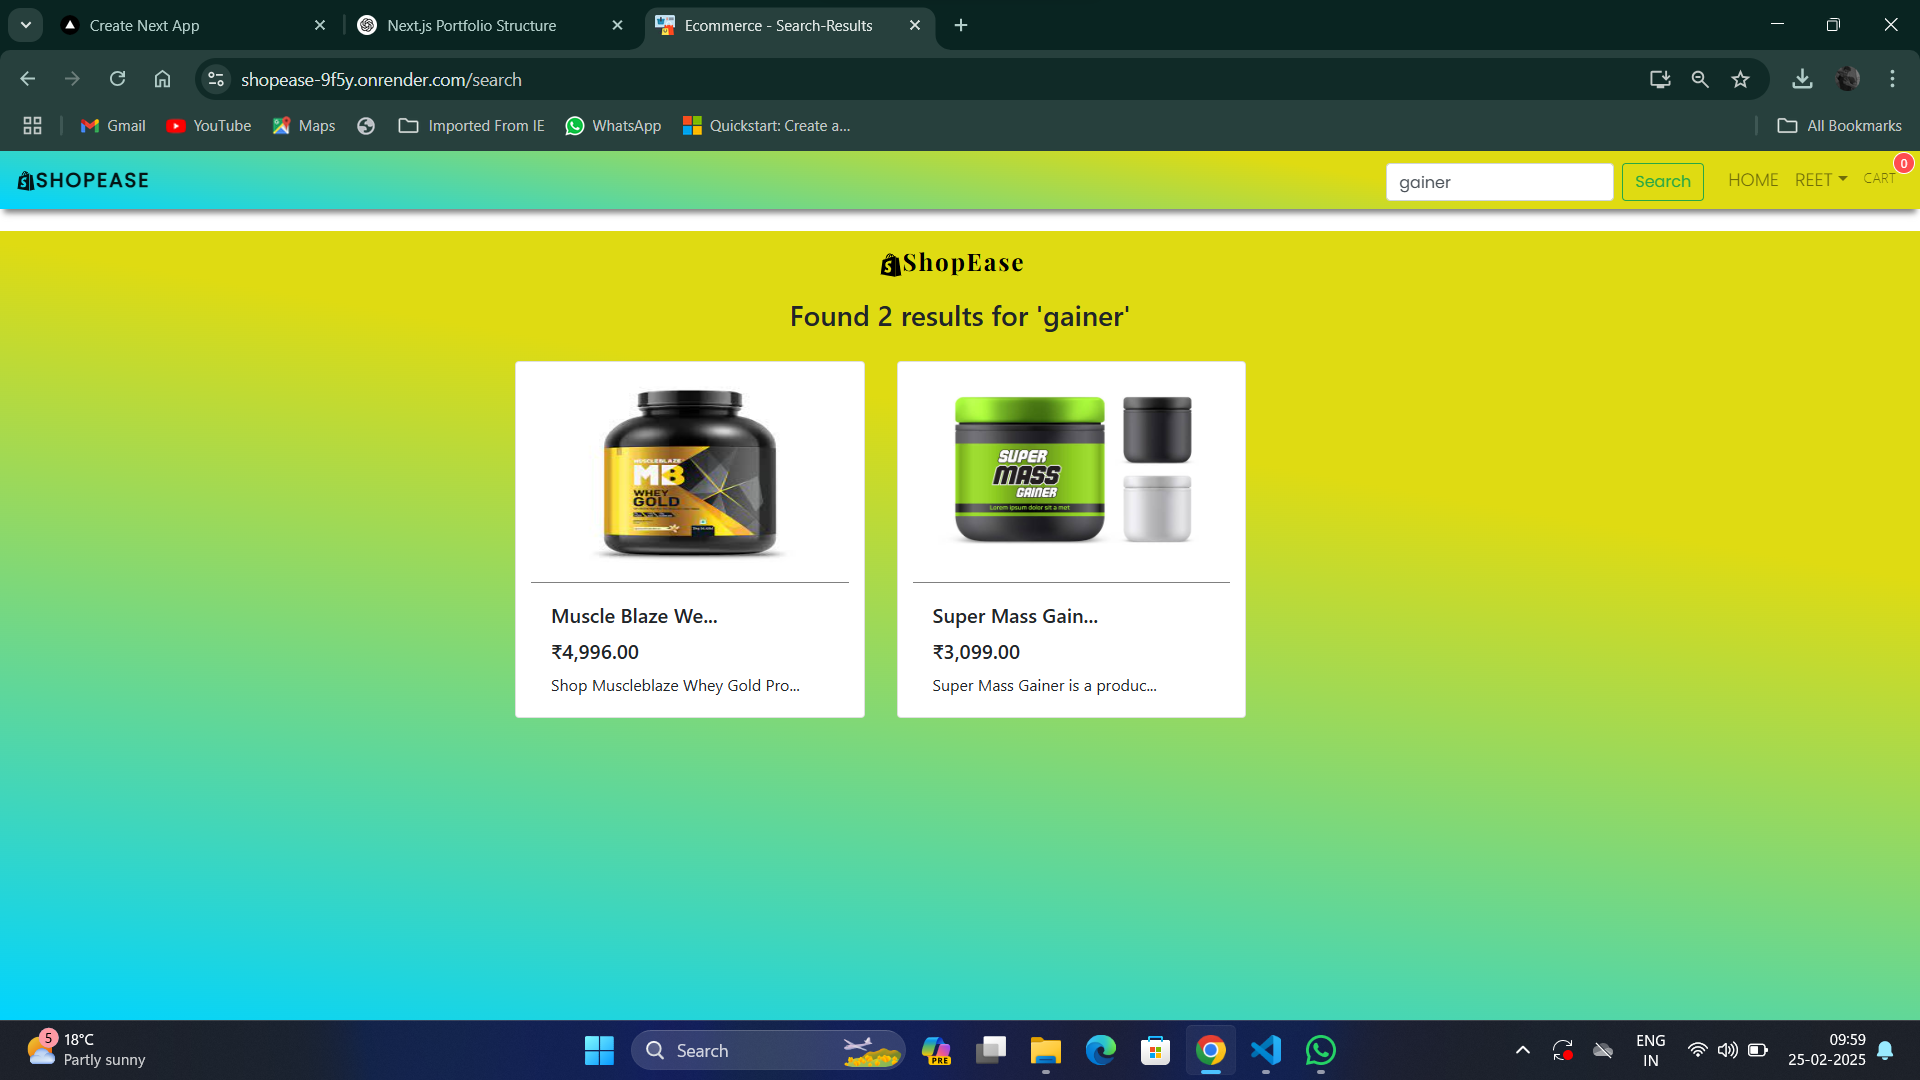 Create Next App
Next.js Portfolio Structure
Ecommerce - Search-Results
shopease-9f5y.onrender.com/search
Gmail
YouTube
Maps
Imported From IE
WhatsApp
Quickstart: Create a...
All Bookmarks
SHOPEASE
gainer
Search
HOME
REET
CART
0
ShopEase
Found 2 results for 'gainer'
MUSCLEBLAZE
MB
WHEY
GOLD
SUPER
MASS
GAINER
Lorem ipsum dolor sit a met
Muscle Blaze We...
₹4,996.00
Shop Muscleblaze Whey Gold Pro...
Super Mass Gain...
₹3,099.00
Super Mass Gainer is a produc...
5
18°C
Partly sunny
Search
PRE
ENG
IN
09:59
25-02-2025